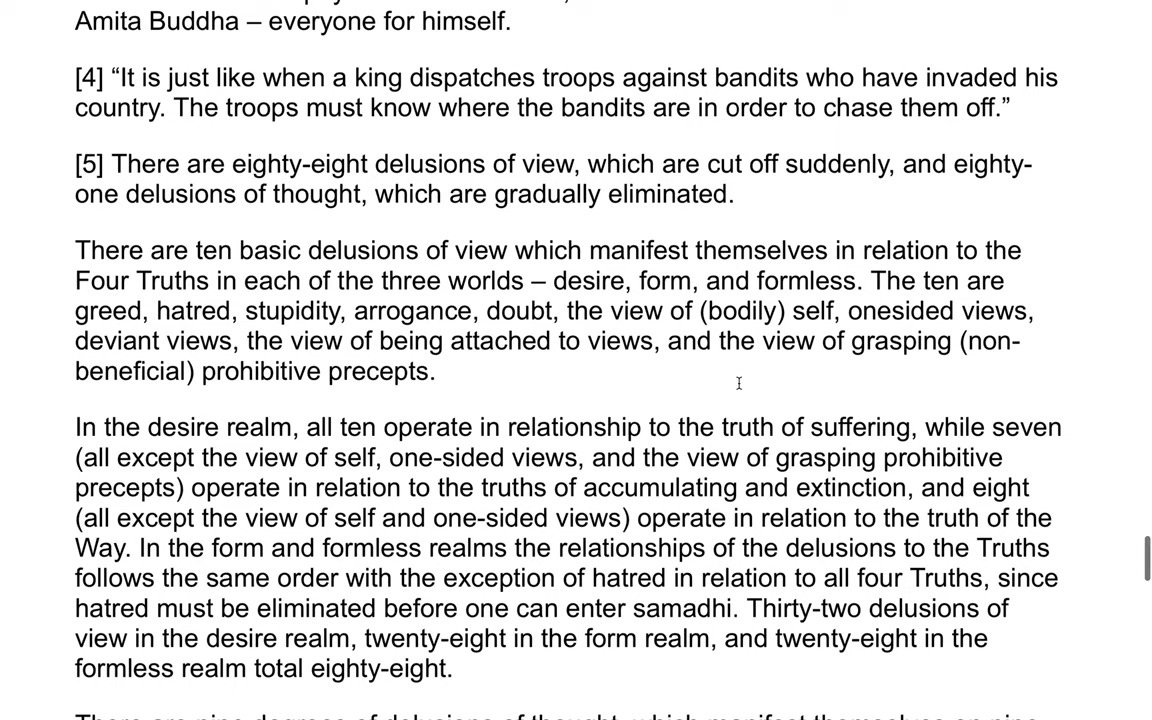 Amita Buddha – everyone for himself.
[4] “It is just like when a king dispatches troops against bandits who have invaded his
country. The troops must know where the bandits are in order to chase them off.”
[5] There are eighty-eight delusions of view, which are cut off suddenly, and eighty-
one delusions of thought, which are gradually eliminated.
There are ten basic delusions of view which manifest themselves in relation to the
Four Truths in each of the three worlds – desire, form, and formless. The ten are
greed, hatred, stupidity, arrogance, doubt, the view of (bodily) self, onesided views,
deviant views, the view of being attached to views, and the view of grasping (non-
beneficial) prohibitive precepts.
In the desire realm, all ten operate in relationship to the truth of suffering, while seven
(all except the view of self, one-sided views, and the view of grasping prohibitive
precepts) operate in relation to the truths of accumulating and extinction, and eight
(all except the view of self and one-sided views) operate in relation to the truth of the
Way. In the form and formless realms the relationships of the delusions to the Truths
follows the same order with the exception of hatred in relation to all four Truths, since
hatred must be eliminated before one can enter samadhi. Thirty-two delusions of
view in the desire realm, twenty-eight in the form realm, and twenty-eight in the
formless realm total eighty-eight.